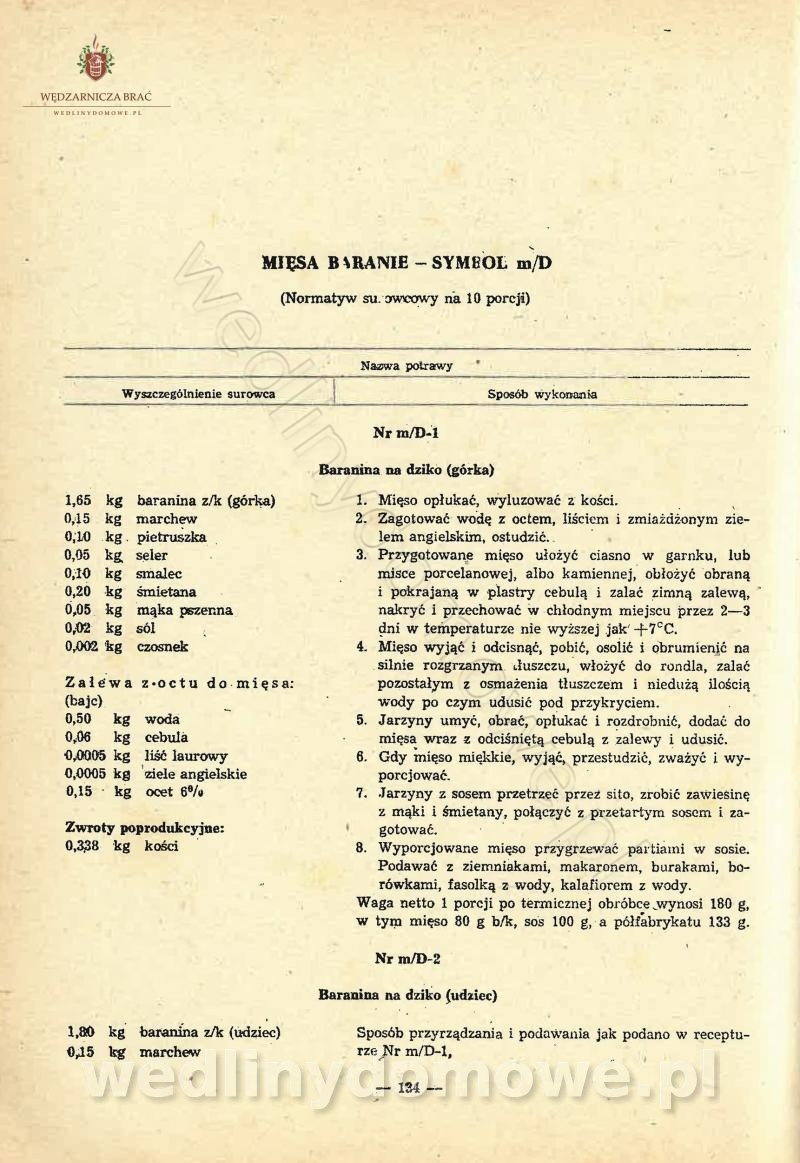 WĘDZARNICZA BRAĆ
WEDLINYDOMOWE.PL
MIĘSA BARANIE – SYMBOL m/D
(Normatyw surowcowy na 10 porcji)
Nazwa potrawy
Wyszczególnienie surowca Sposób wykonania
Nr m/D-1
Baranina na dziko (górka)
1,65 kg baranina z/k (górka)
0,15 kg marchew
0,10 kg pietruszka
0,05 kg seler
0,10 kg smalec
0,20 kg śmietana
0,05 kg mąka pszenna
0,02 kg sól
0,002 kg czosnek
Zalewa z octu do mięsa:
(bajc)
0,50 kg woda
0,06 kg cebula
0,0005 kg liść laurowy
0,0005 kg ziele angielskie
0,15 kg ocet 6%
Zwroty poprodukcyjne:
0,338 kg kości
1. Mięso opłukać, wyluzować z kości.
2. Zagotować wodę z octem, liściem i zmiażdżonym zie-
lem angielskim, ostudzić.
3. Przygotowane mięso ułożyć ciasno w garnku, lub
misce porcelanowej, albo kamiennej, obłożyć obraną
i pokrajaną w plastry cebulą i zalać zimną zalewą,
nakryć i przechować w chłodnym miejscu przez 2—3
dni w temperaturze nie wyższej jak +7°C.
4. Mięso wyjąć i odcisnąć, pobić, osolić i obrumienić na
silnie rozgrzanym tłuszczu, włożyć do rondla, zalać
pozostałym z osmażenia tłuszczem i niedużą ilością
wody po czym udusić pod przykryciem.
5. Jarzyny umyć, obrać, opłukać i rozdrobnić, dodać do
mięsa wraz z odciśniętą cebulą z zalewy i udusić.
6. Gdy mięso miękkie, wyjąć, przestudzić, zważyć i wy-
porcjować.
7. Jarzyny z sosem przetrzeć przez sito, zrobić zawiesinę
z mąki i śmietany, połączyć z przetartym sosem i za-
gotować.
8. Wyporcjowane mięso przygrzewać partiami w sosie.
Podawać z ziemniakami, makaronem, burakami, bo-
rówkami, fasolką z wody, kalafiorem z wody.
Waga netto 1 porcji po termicznej obróbce wynosi 180 g,
w tym mięso 80 g b/k, sos 100 g, a półfabrykatu 133 g.
Nr m/D-2
Baranina na dziko (udziec)
1,80 kg baranina z/k (udziec)
0,15 kg marchew
Sposób przyrządzania i podawania jak podano w receptu-
rze Nr m/D-1,
— 134 —
wedlinydomowe.pl